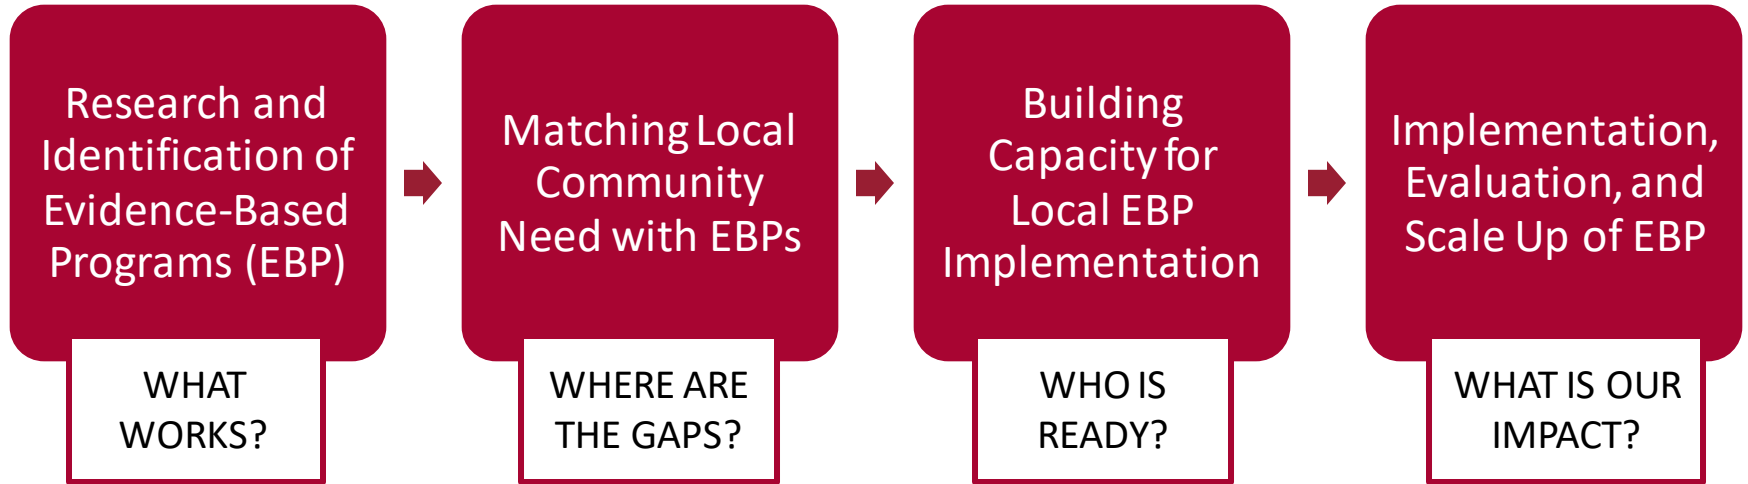 Research and
Identification of
Evidence-Based
Programs (EBP)
WHAT
WORKS?
Matching Local
Community
Need with EBPs
WHERE ARE
THE GAPS?
Building
Capacity for
Local EBP
Implementation
WHO IS
READY?
Implementation,
Evaluation, and
Scale Up of EBP
WHAT IS OUR
IMPACT?